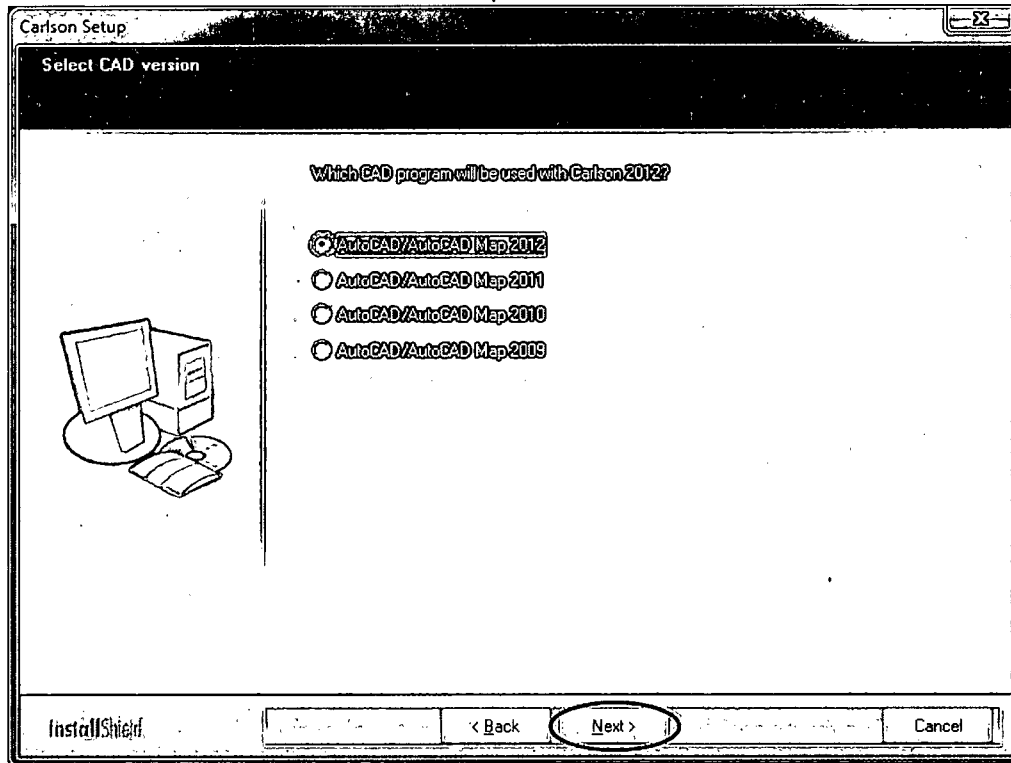 Carlson Setup
Select CAD version
Which CAD program will be used with Carlson 2012?
AutoCAD/AutoCAD Map 2012
AutoCAD/AutoCAD Map 2011
AutoCAD/AutoCAD Map 2010
AutoCAD/AutoCAD Map 2009
InstallShield
< Back Next > Cancel